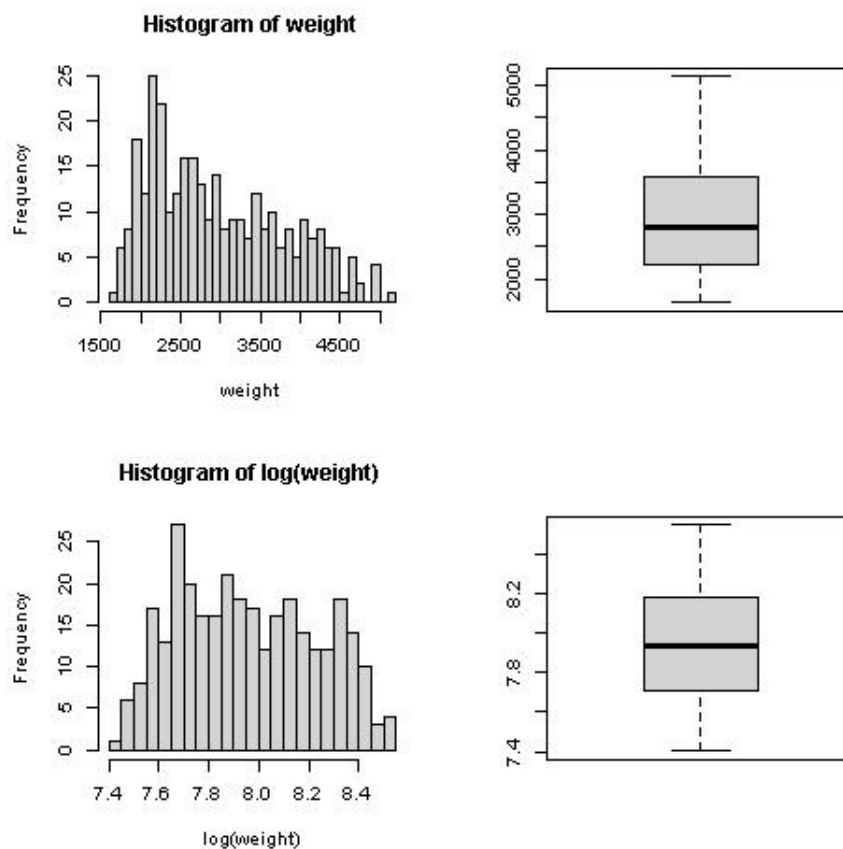 Histogram of weight
Frequency
0
5
10
15
20
25
1500 2500 3500 4500
weight
2000
3000
4000
5000
Histogram of log(weight)
Frequency
0
5
10
15
20
25
7.4 7.6 7.8 8.0 8.2 8.4
log(weight)
7.4
7.8
8.2